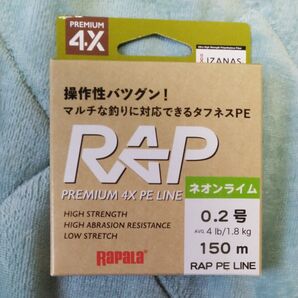 PREMIUM
4X
IZANAS
操作性バツグン！
マルチな釣りに対応できるタフネスPE
RAP
PREMIUM 4X PE LINE
ネオンライム
HIGH STRENGTH
HIGH ABRASION RESISTANCE
LOW STRETCH
0.2号
AVG. 4 lb/1.8 kg
150 m
Rapala
RAP PE LINE